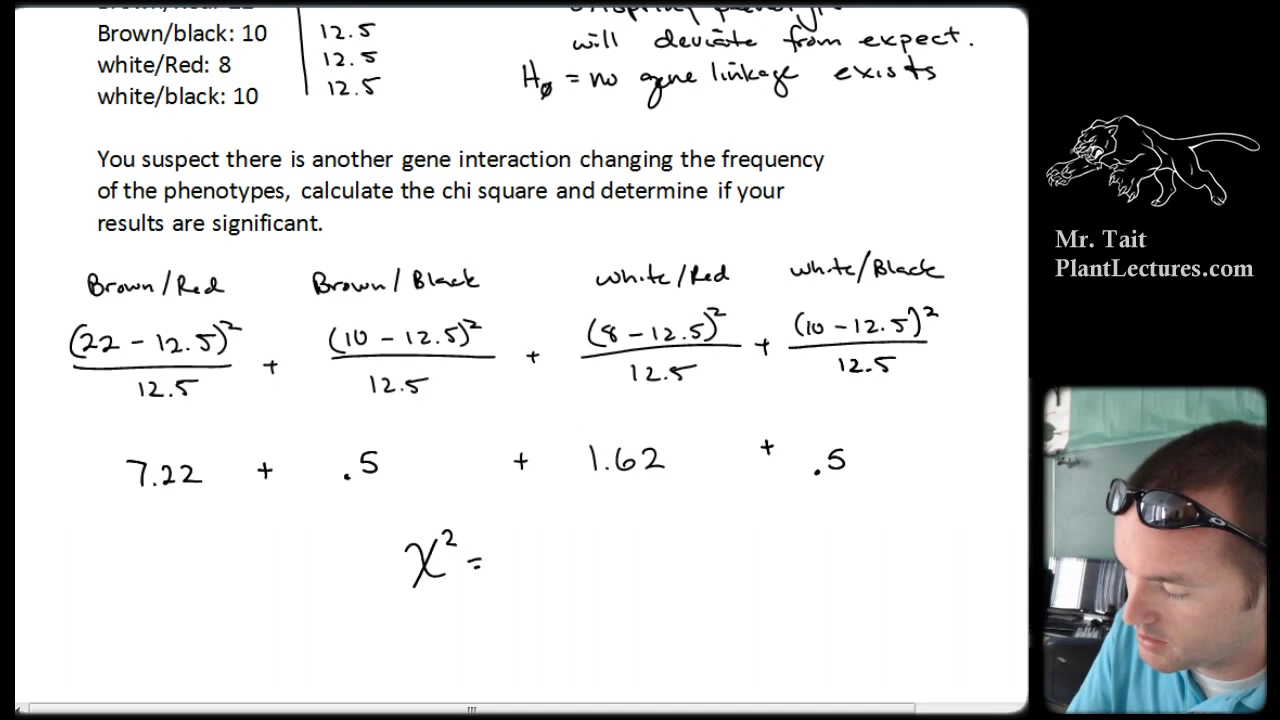 Brown/black: 10
12.5
white/Red: 8
12.5
white/black: 10
12.5
offspring
will deviate from expect.
H∅ = no gene linkage exists
You suspect there is another gene interaction changing the frequency
of the phenotypes, calculate the chi square and determine if your
results are significant.
Brown/Red Brown/Black White/Red White/Black
(22 - 12.5)² + (10 - 12.5)² + (8 - 12.5)² + (10 - 12.5)²
12.5 12.5 12.5 12.5
7.22 + .5 + 1.62 + .5
χ² =
Mr. Tait
PlantLectures.com